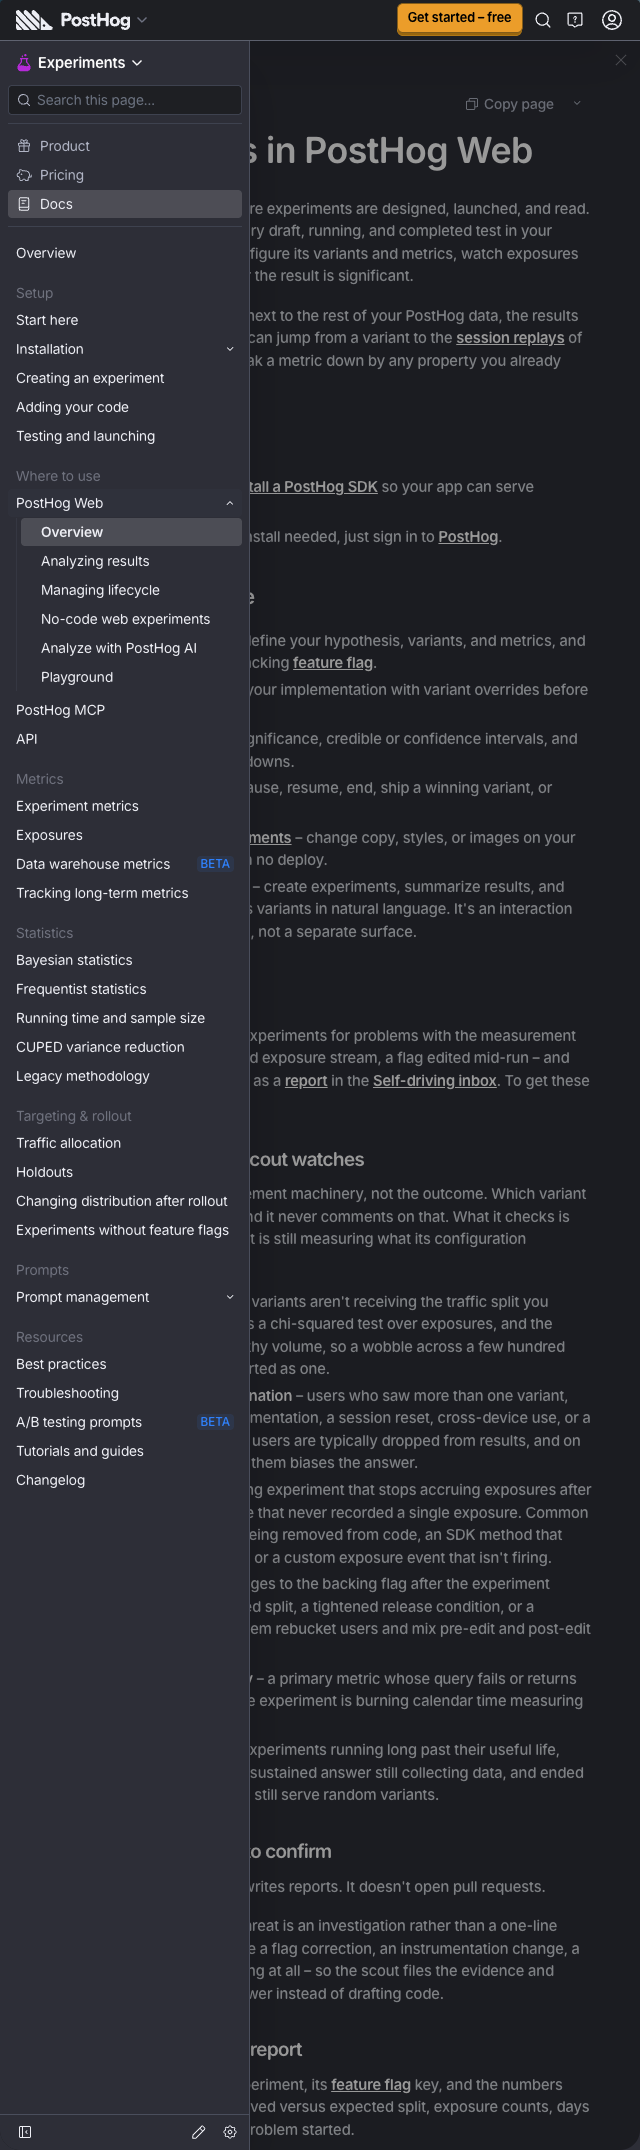 PostHog
Get started – free
Experiments
Search this page...
Product
Pricing
Docs
Overview
Setup
Start here
Installation
Creating an experiment
Adding your code
Testing and launching
Where to use
PostHog Web
Overview
Analyzing results
Managing lifecycle
No-code web experiments
Analyze with PostHog AI
Playground
PostHog MCP
API
Metrics
Experiment metrics
Exposures
Data warehouse metrics BETA
Tracking long-term metrics
Statistics
Bayesian statistics
Frequentist statistics
Running time and sample size
CUPED variance reduction
Legacy methodology
Targeting & rollout
Traffic allocation
Holdouts
Changing distribution after rollout
Experiments without feature flags
Prompts
Prompt management
Resources
Best practices
Troubleshooting
A/B testing prompts BETA
Tutorials and guides
Changelog
Copy page
s in PostHog Web
re experiments are designed, launched, and read.
ry draft, running, and completed test in your
figure its variants and metrics, watch exposures
r the result is significant.
next to the rest of your PostHog data, the results
can jump from a variant to the session replays of
ak a metric down by any property you already
tall a PostHog SDK so your app can serve
nstall needed, just sign in to PostHog.
e
define your hypothesis, variants, and metrics, and
cking feature flag.
your implementation with variant overrides before
gnificance, credible or confidence intervals, and
downs.
ause, resume, end, ship a winning variant, or
ments – change copy, styles, or images on your
n no deploy.
– create experiments, summarize results, and
s variants in natural language. It's an interaction
, not a separate surface.
xperiments for problems with the measurement
d exposure stream, a flag edited mid-run – and
as a report in the Self-driving inbox. To get these
cout watches
ement machinery, not the outcome. Which variant
nd it never comments on that. What it checks is
t is still measuring what its configuration
variants aren't receiving the traffic split you
s a chi-squared test over exposures, and the
thy volume, so a wobble across a few hundred
rted as one.
nation – users who saw more than one variant,
mentation, a session reset, cross-device use, or a
users are typically dropped from results, and on
them biases the answer.
ng experiment that stops accruing exposures after
e that never recorded a single exposure. Common
eing removed from code, an SDK method that
or a custom exposure event that isn't firing.
ges to the backing flag after the experiment
ed split, a tightened release condition, or a
em rebucket users and mix pre-edit and post-edit
y – a primary metric whose query fails or returns
e experiment is burning calendar time measuring
xperiments running long past their useful life,
sustained answer still collecting data, and ended
still serve random variants.
to confirm
writes reports. It doesn't open pull requests.
hreat is an investigation rather than a one-line
e a flag correction, an instrumentation change, a
ng at all – so the scout files the evidence and
wer instead of drafting code.
report
eriment, its feature flag key, and the numbers
ved versus expected split, exposure counts, days
roblem started.